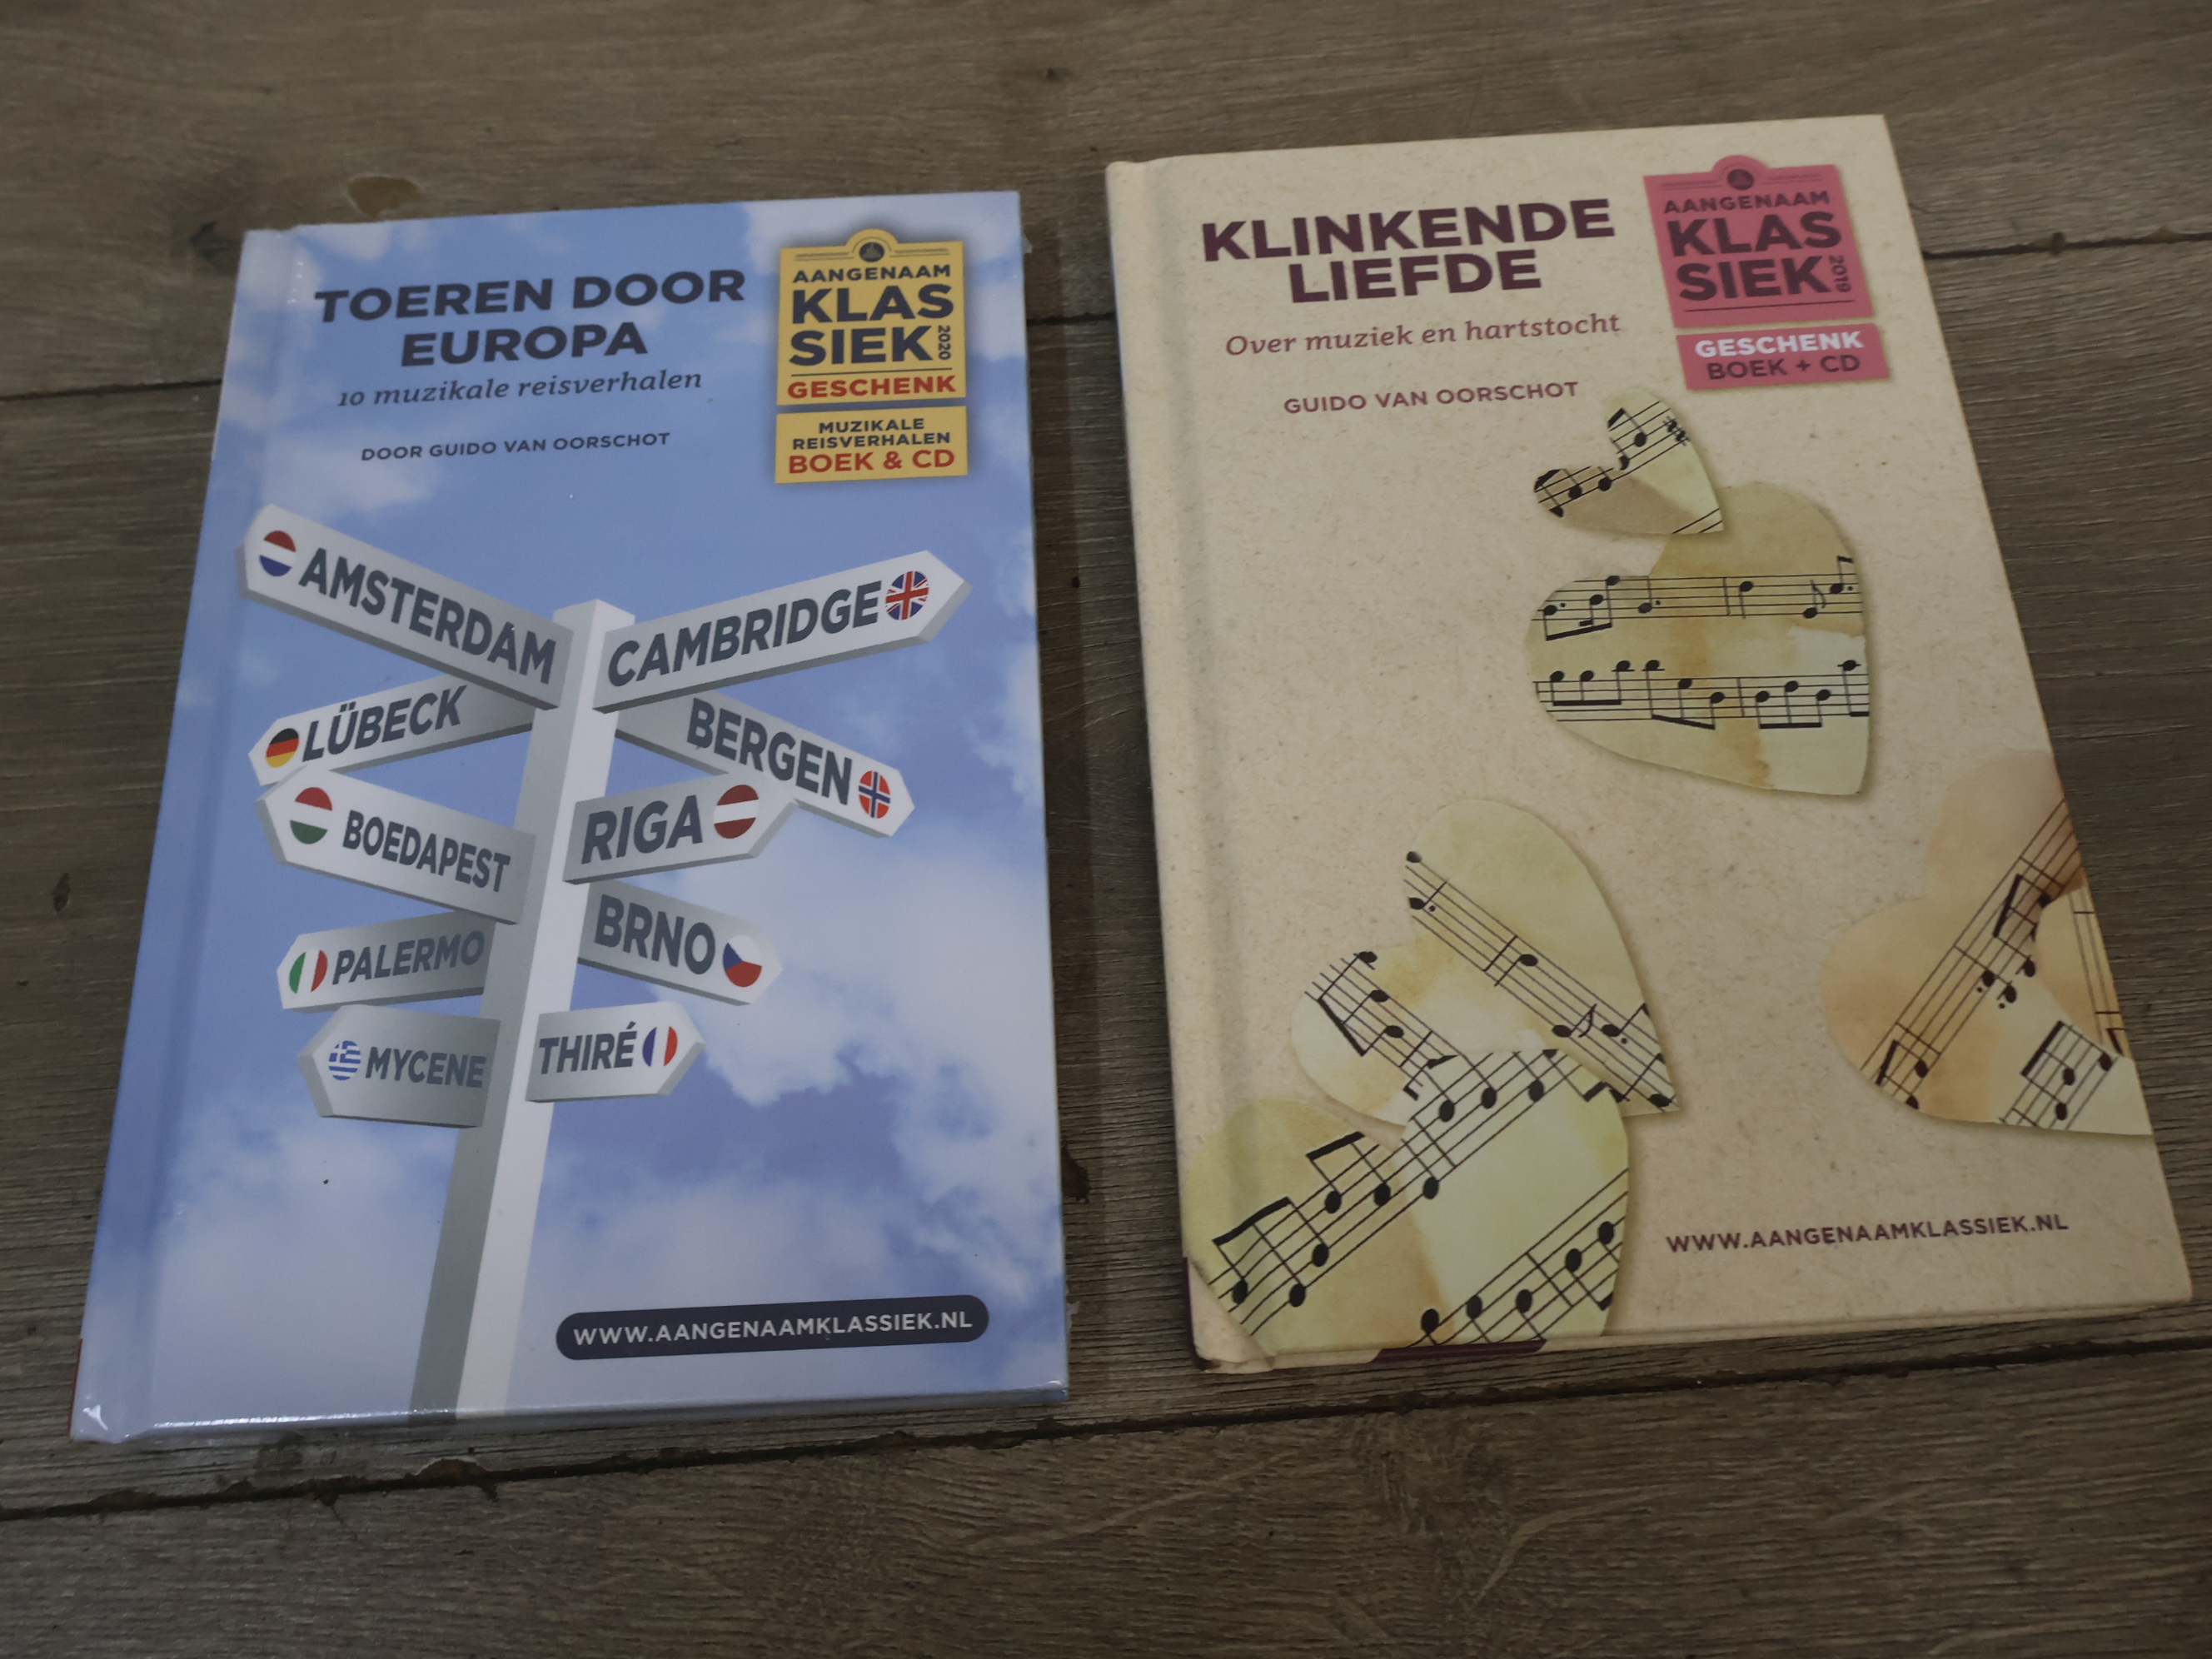 TOEREN DOOR
EUROPA
10 muzikale reisverhalen
DOOR GUIDO VAN OORSCHOT
AANGENAAM
KLAS
SIEK 2020
GESCHENK
MUZIKALE
REISVERHALEN
BOEK & CD
AMSTERDAM
CAMBRIDGE
LÜBECK
BERGEN
BOEDAPEST
RIGA
PALERMO
BRNO
MYCENE
THIRÉ
WWW.AANGENAAMKLASSIEK.NL
KLINKENDE
LIEFDE
Over muziek en hartstocht
GUIDO VAN OORSCHOT
AANGENAAM
KLAS
SIEK 2019
GESCHENK
BOEK + CD
WWW.AANGENAAMKLASSIEK.NL